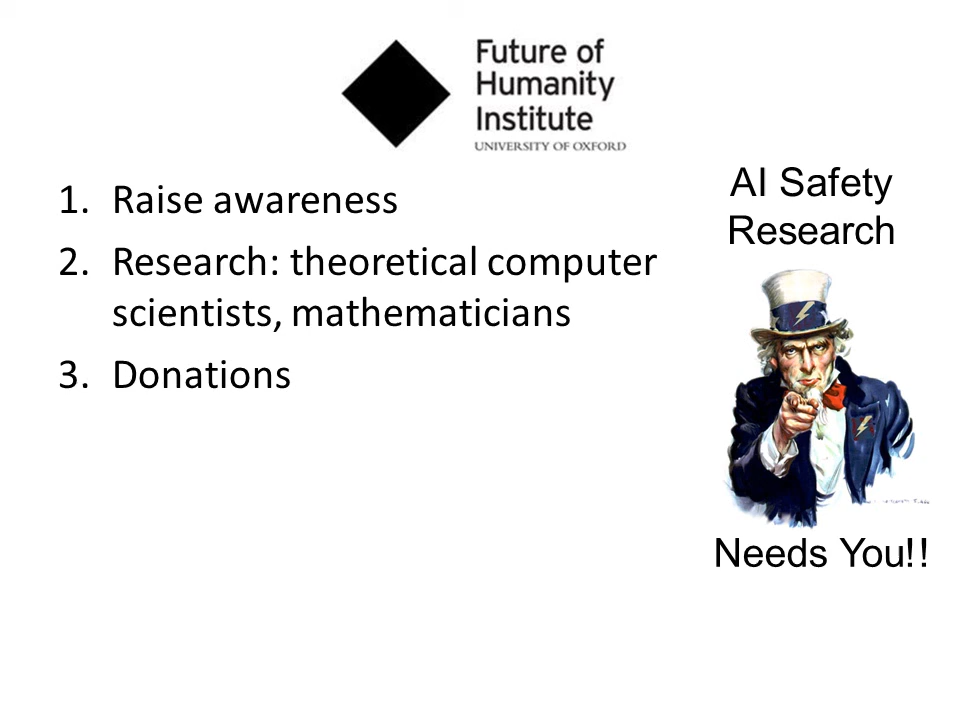 Future of
Humanity
Institute
UNIVERSITY OF OXFORD
1. Raise awareness
2. Research: theoretical computer
scientists, mathematicians
3. Donations
AI Safety
Research
Needs You!!